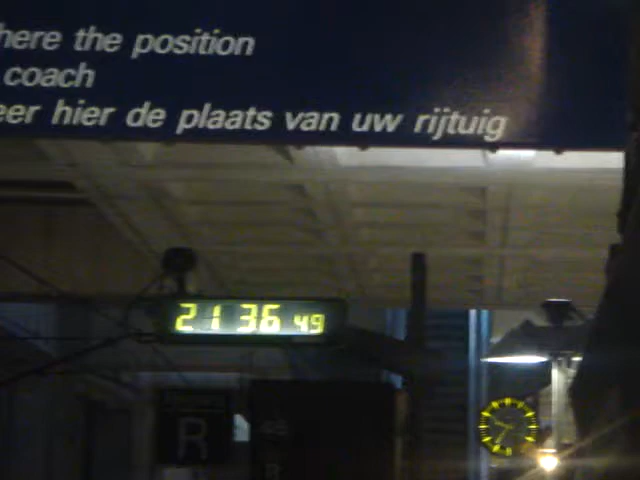 here the position
coach
eer hier de plaats van uw rijtuig
21 36 49
R